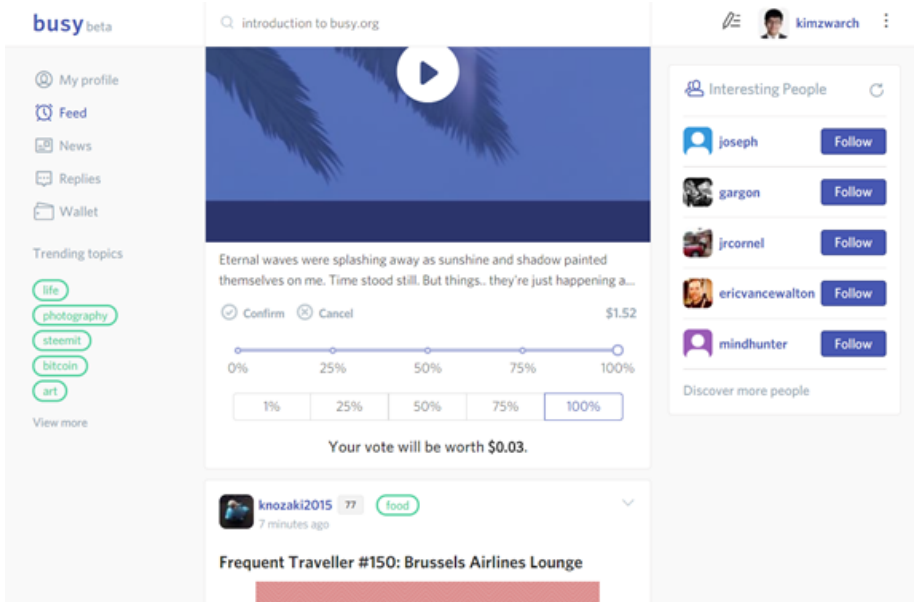 busy beta
introduction to busy.org
kimzwarch
My profile
Feed
News
Replies
Wallet
Trending topics
life
photography
steemit
bitcoin
art
View more
Eternal waves were splashing away as sunshine and shadow painted
themselves on me. Time stood still. But things.. they're just happening a...
Confirm Cancel $1.52
0% 25% 50% 75% 100%
1% 25% 50% 75% 100%
Your vote will be worth $0.03.
knozaki2015 77 food
7 minutes ago
Frequent Traveller #150: Brussels Airlines Lounge
Interesting People
joseph Follow
gargon Follow
jrcornel Follow
ericvancewalton Follow
mindhunter Follow
Discover more people